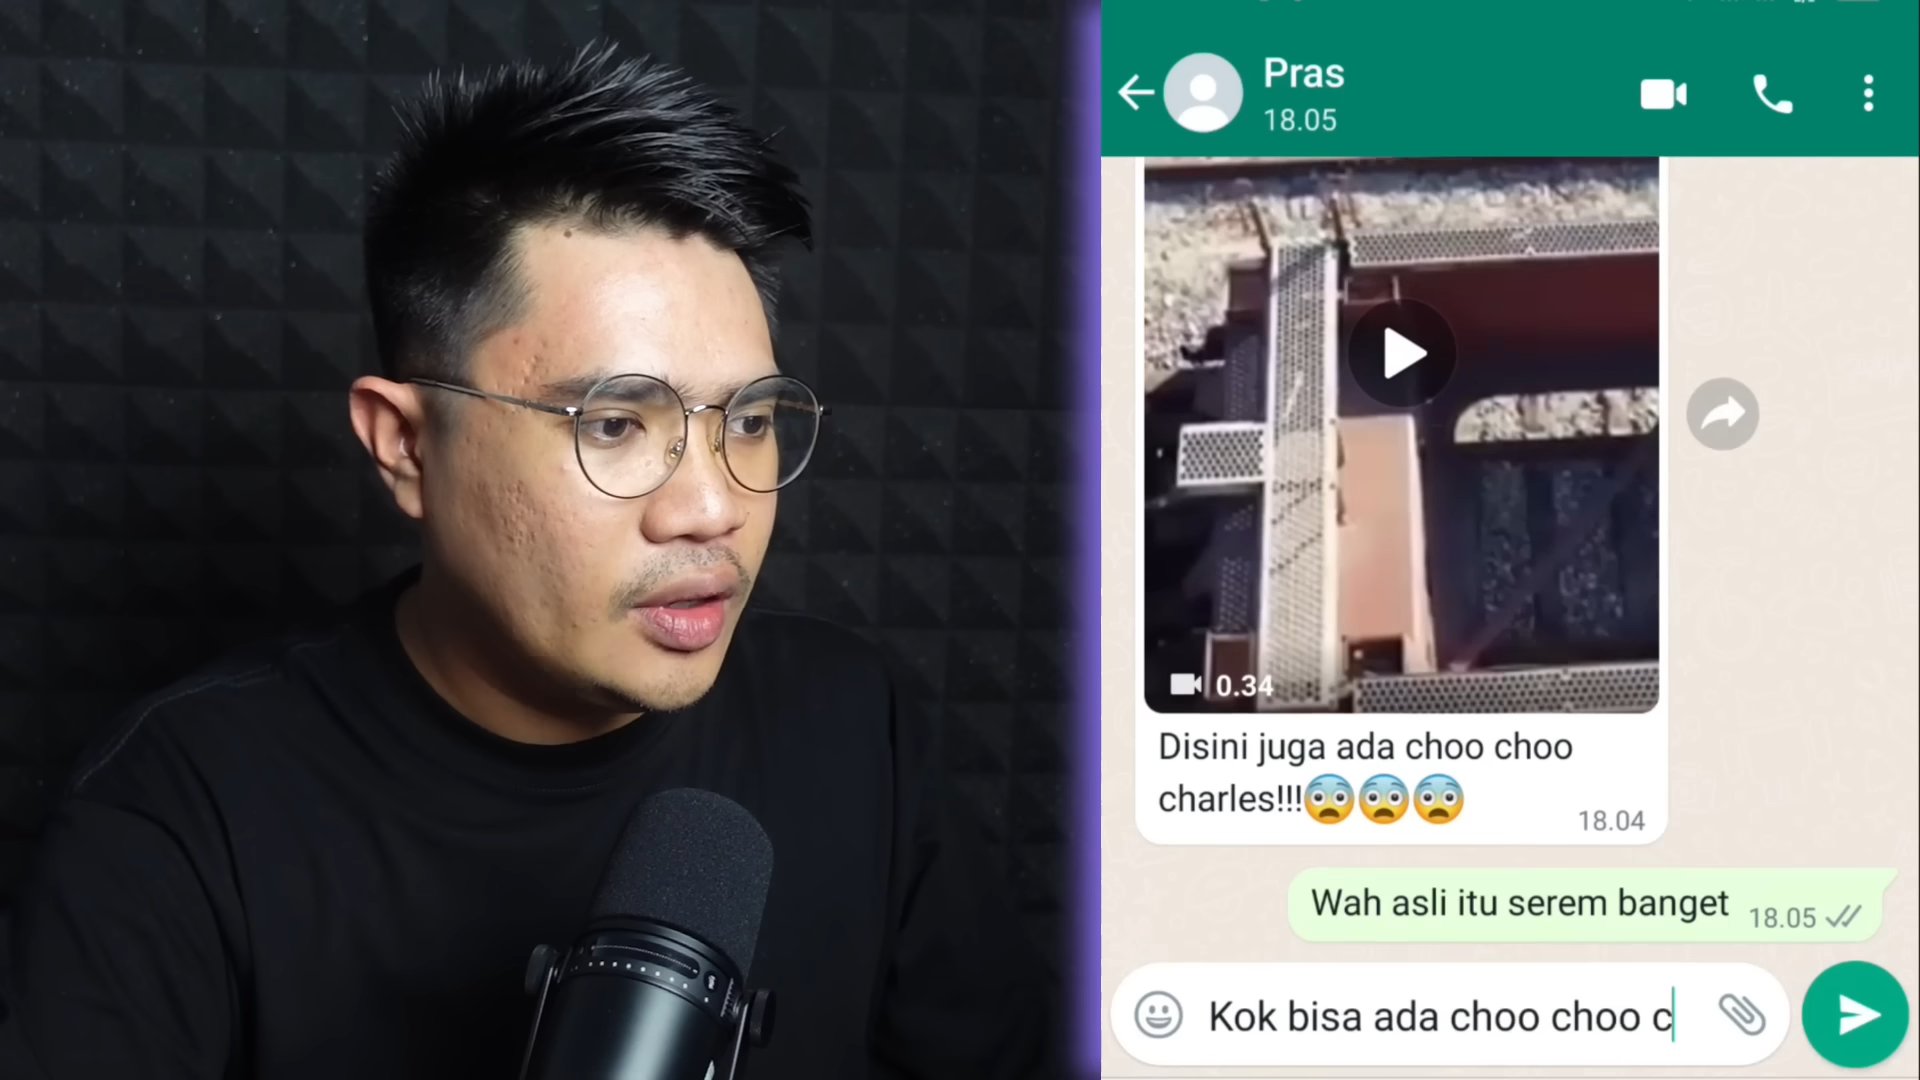 Pras
18.05
0.34
Disini juga ada choo choo
charles!!!😨😨😨
18.04
Wah asli itu serem banget
18.05
Kok bisa ada choo choo c